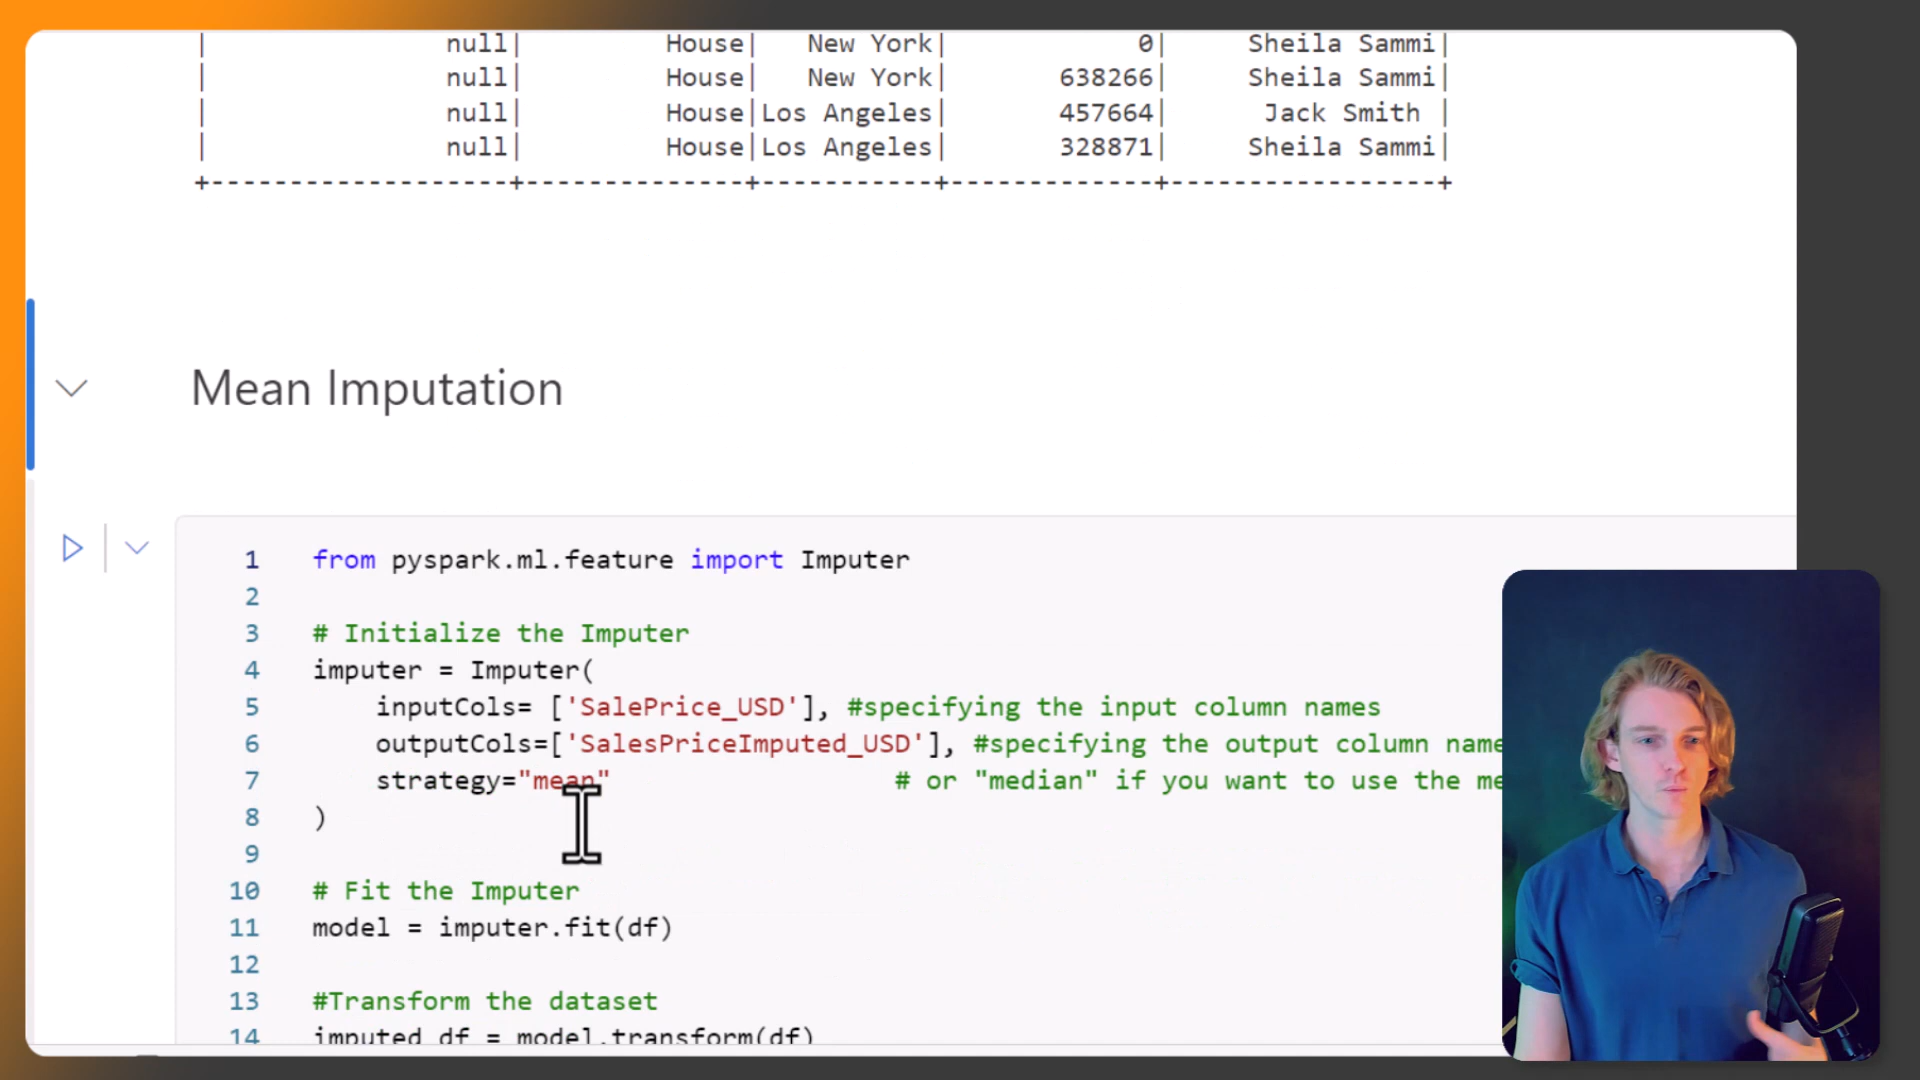 |                null|         House|   New York|            0|     Sheila Sammi|
|                null|         House|   New York|       638266|     Sheila Sammi|
|                null|         House|Los Angeles|       457664|      Jack Smith |
|                null|         House|Los Angeles|       328871|     Sheila Sammi|
+--------------------+--------------+-----------+-------------+-----------------+
Mean Imputation
1 from pyspark.ml.feature import Imputer
2
3 # Initialize the Imputer
4 imputer = Imputer(
5     inputCols= ['SalePrice_USD'], #specifying the input column names
6     outputCols=['SalesPriceImputed_USD'], #specifying the output column name
7     strategy="mean"                  # or "median" if you want to use the me
8 )
9
10 # Fit the Imputer
11 model = imputer.fit(df)
12
13 #Transform the dataset
14 imputed_df = model.transform(df)